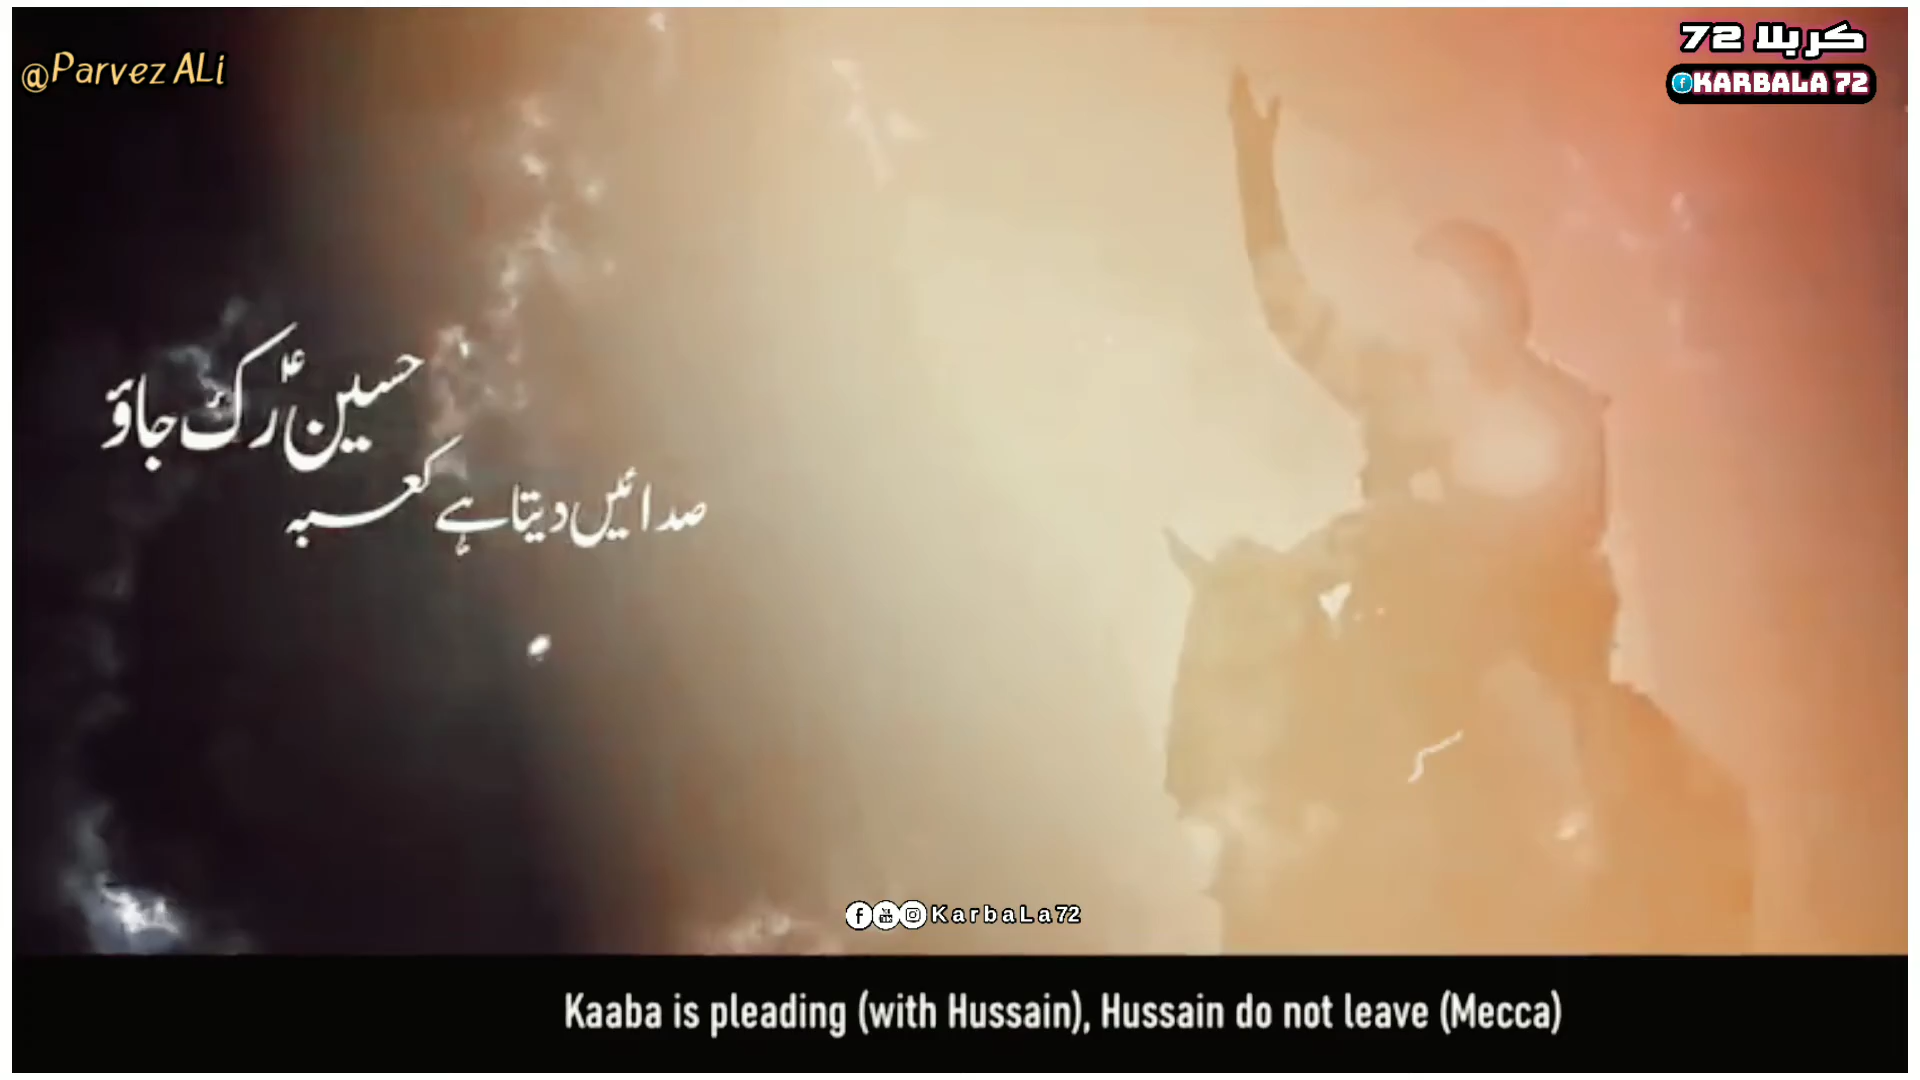 @Parvez ALi
کربلا 72
KARBALA 72
حسینؑ رک جاؤ
صدائیں دیتا ہے کعبہ
KarbaLa72
Kaaba is pleading (with Hussain), Hussain do not leave (Mecca)